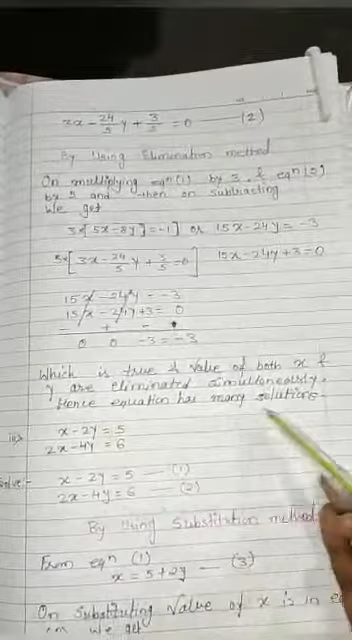 3x - 24/5 y + 3/5 = 0 —— (2)
By Using Elimination method
On multiplying eqn (1) by 3 & eqn (2)
by 5 and then on subtracting
We get
3×[5x-8y]=-1] or 15x-24y = -3
5×[3x - 24/5 y + 3/5 = 0] 15x-24y+3=0
15x - 24y = -3
15x - 24y+3 = 0
- + - •
0 0 -3 = -3
Which is true & value of both x &
y are eliminated simultaneously.
Hence equation has many solutions.
x - 2y = 5
2x - 4y = 6
x - 2y = 5 — (1)
2x - 4y = 6 — (2)
By Using Substitution method
From eqn (1)
x = 5+2y — (3)
On substituting value of x is in
we get